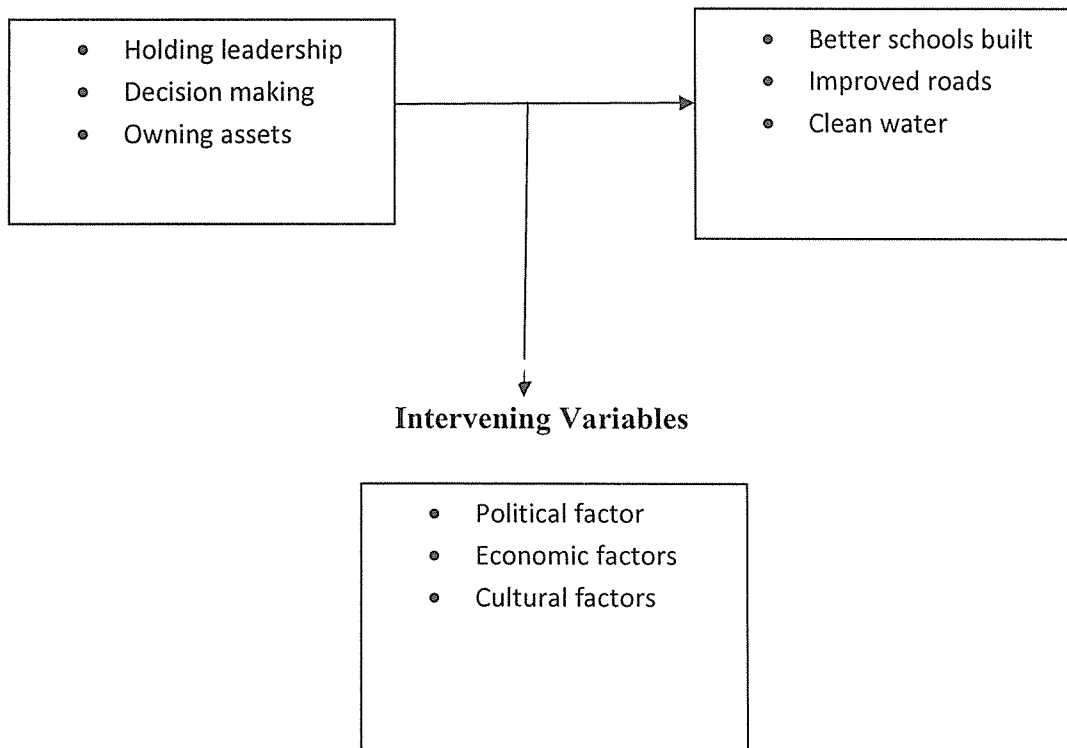 Holding leadership
Decision making
Owning assets
Better schools built
Improved roads
Clean water
Intervening Variables
Political factor
Economic factors
Cultural factors